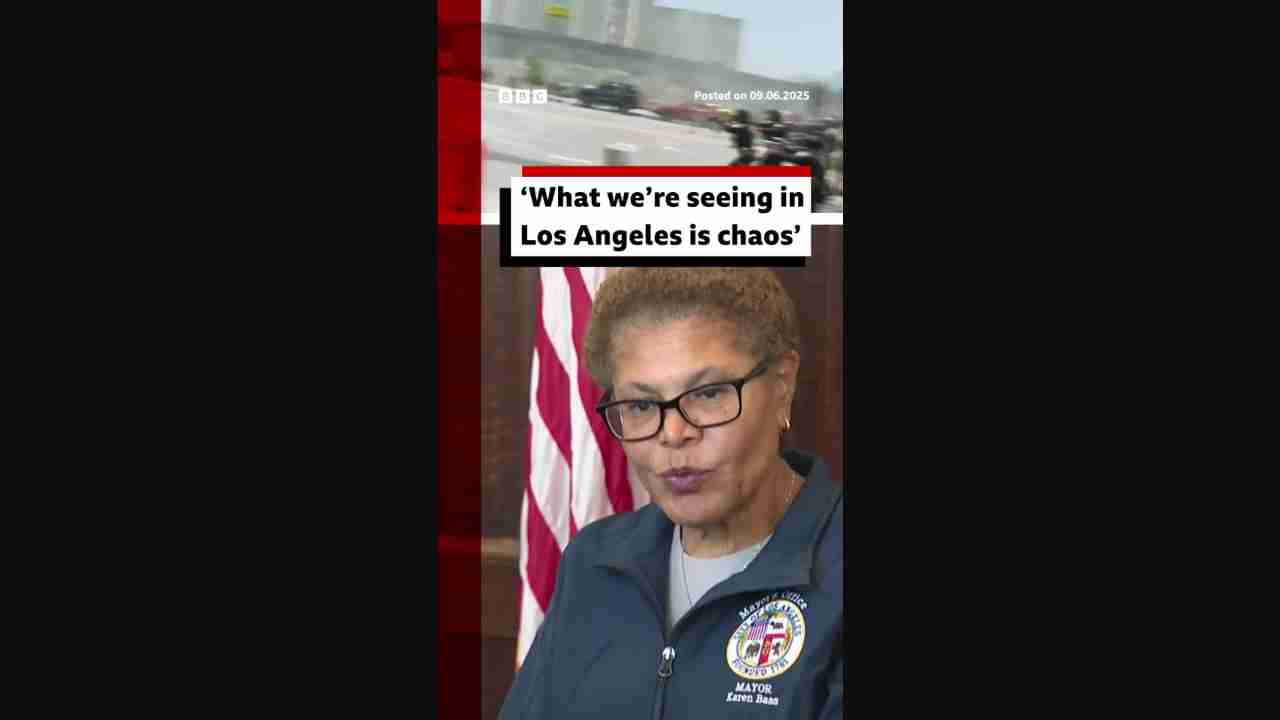 BBC
Posted on 09.06.2025
‘What we’re seeing in
Los Angeles is chaos’
Mayor's Office
CITY OF LOS ANGELES
FOUNDED 1781
MAYOR
Karen Bass